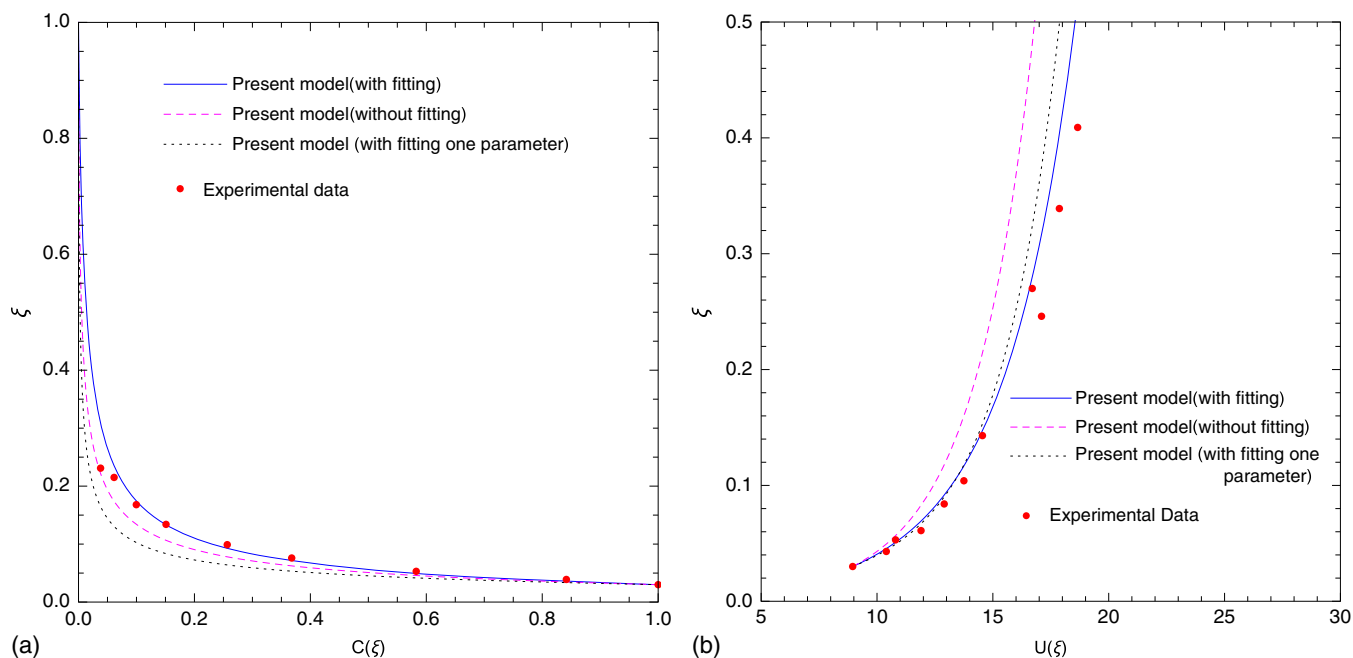 1.0
0.8
0.6
0.4
0.2
0.0
ξ
Present model(with fitting)
Present model(without fitting)
Present model (with fitting one parameter)
Experimental data
0.0 0.2 0.4 0.6 0.8 1.0
C(ξ)
(a)
0.5
0.4
0.3
0.2
0.1
0.0
ξ
Present model(with fitting)
Present model(without fitting)
Present model (with fitting one
parameter)
Experimental Data
5 10 15 20 25 30
U(ξ)
(b)